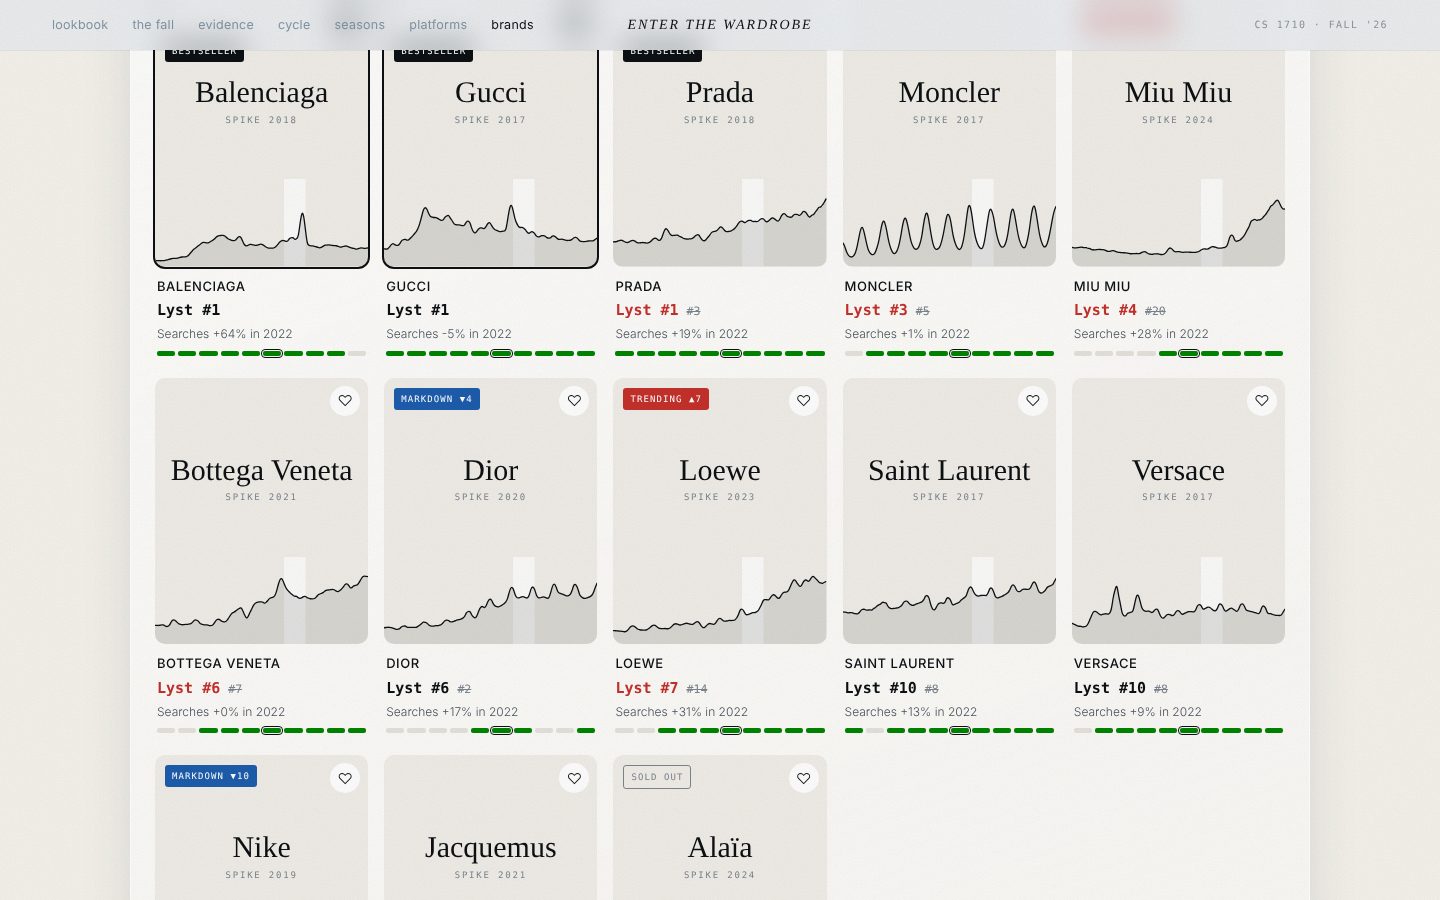 lookbook the fall evidence cycle seasons platforms brands ENTER THE WARDROBE CS 1710 · FALL '26
BESTSELLER BESTSELLER BESTSELLER
Balenciaga Gucci Prada Moncler Miu Miu
SPIKE 2018 SPIKE 2017 SPIKE 2018 SPIKE 2017 SPIKE 2024
BALENCIAGA GUCCI PRADA MONCLER MIU MIU
Lyst #1 Lyst #1 Lyst #1 #3 Lyst #3 #5 Lyst #4 #20
Searches +64% in 2022 Searches -5% in 2022 Searches +19% in 2022 Searches +1% in 2022 Searches +28% in 2022
MARKDOWN ▼4 TRENDING ▲7
Bottega Veneta Dior Loewe Saint Laurent Versace
SPIKE 2021 SPIKE 2020 SPIKE 2023 SPIKE 2017 SPIKE 2017
BOTTEGA VENETA DIOR LOEWE SAINT LAURENT VERSACE
Lyst #6 #7 Lyst #6 #2 Lyst #7 #14 Lyst #10 #8 Lyst #10 #8
Searches +0% in 2022 Searches +17% in 2022 Searches +31% in 2022 Searches +13% in 2022 Searches +9% in 2022
MARKDOWN ▼10 SOLD OUT
Nike Jacquemus Alaïa
SPIKE 2019 SPIKE 2021 SPIKE 2024